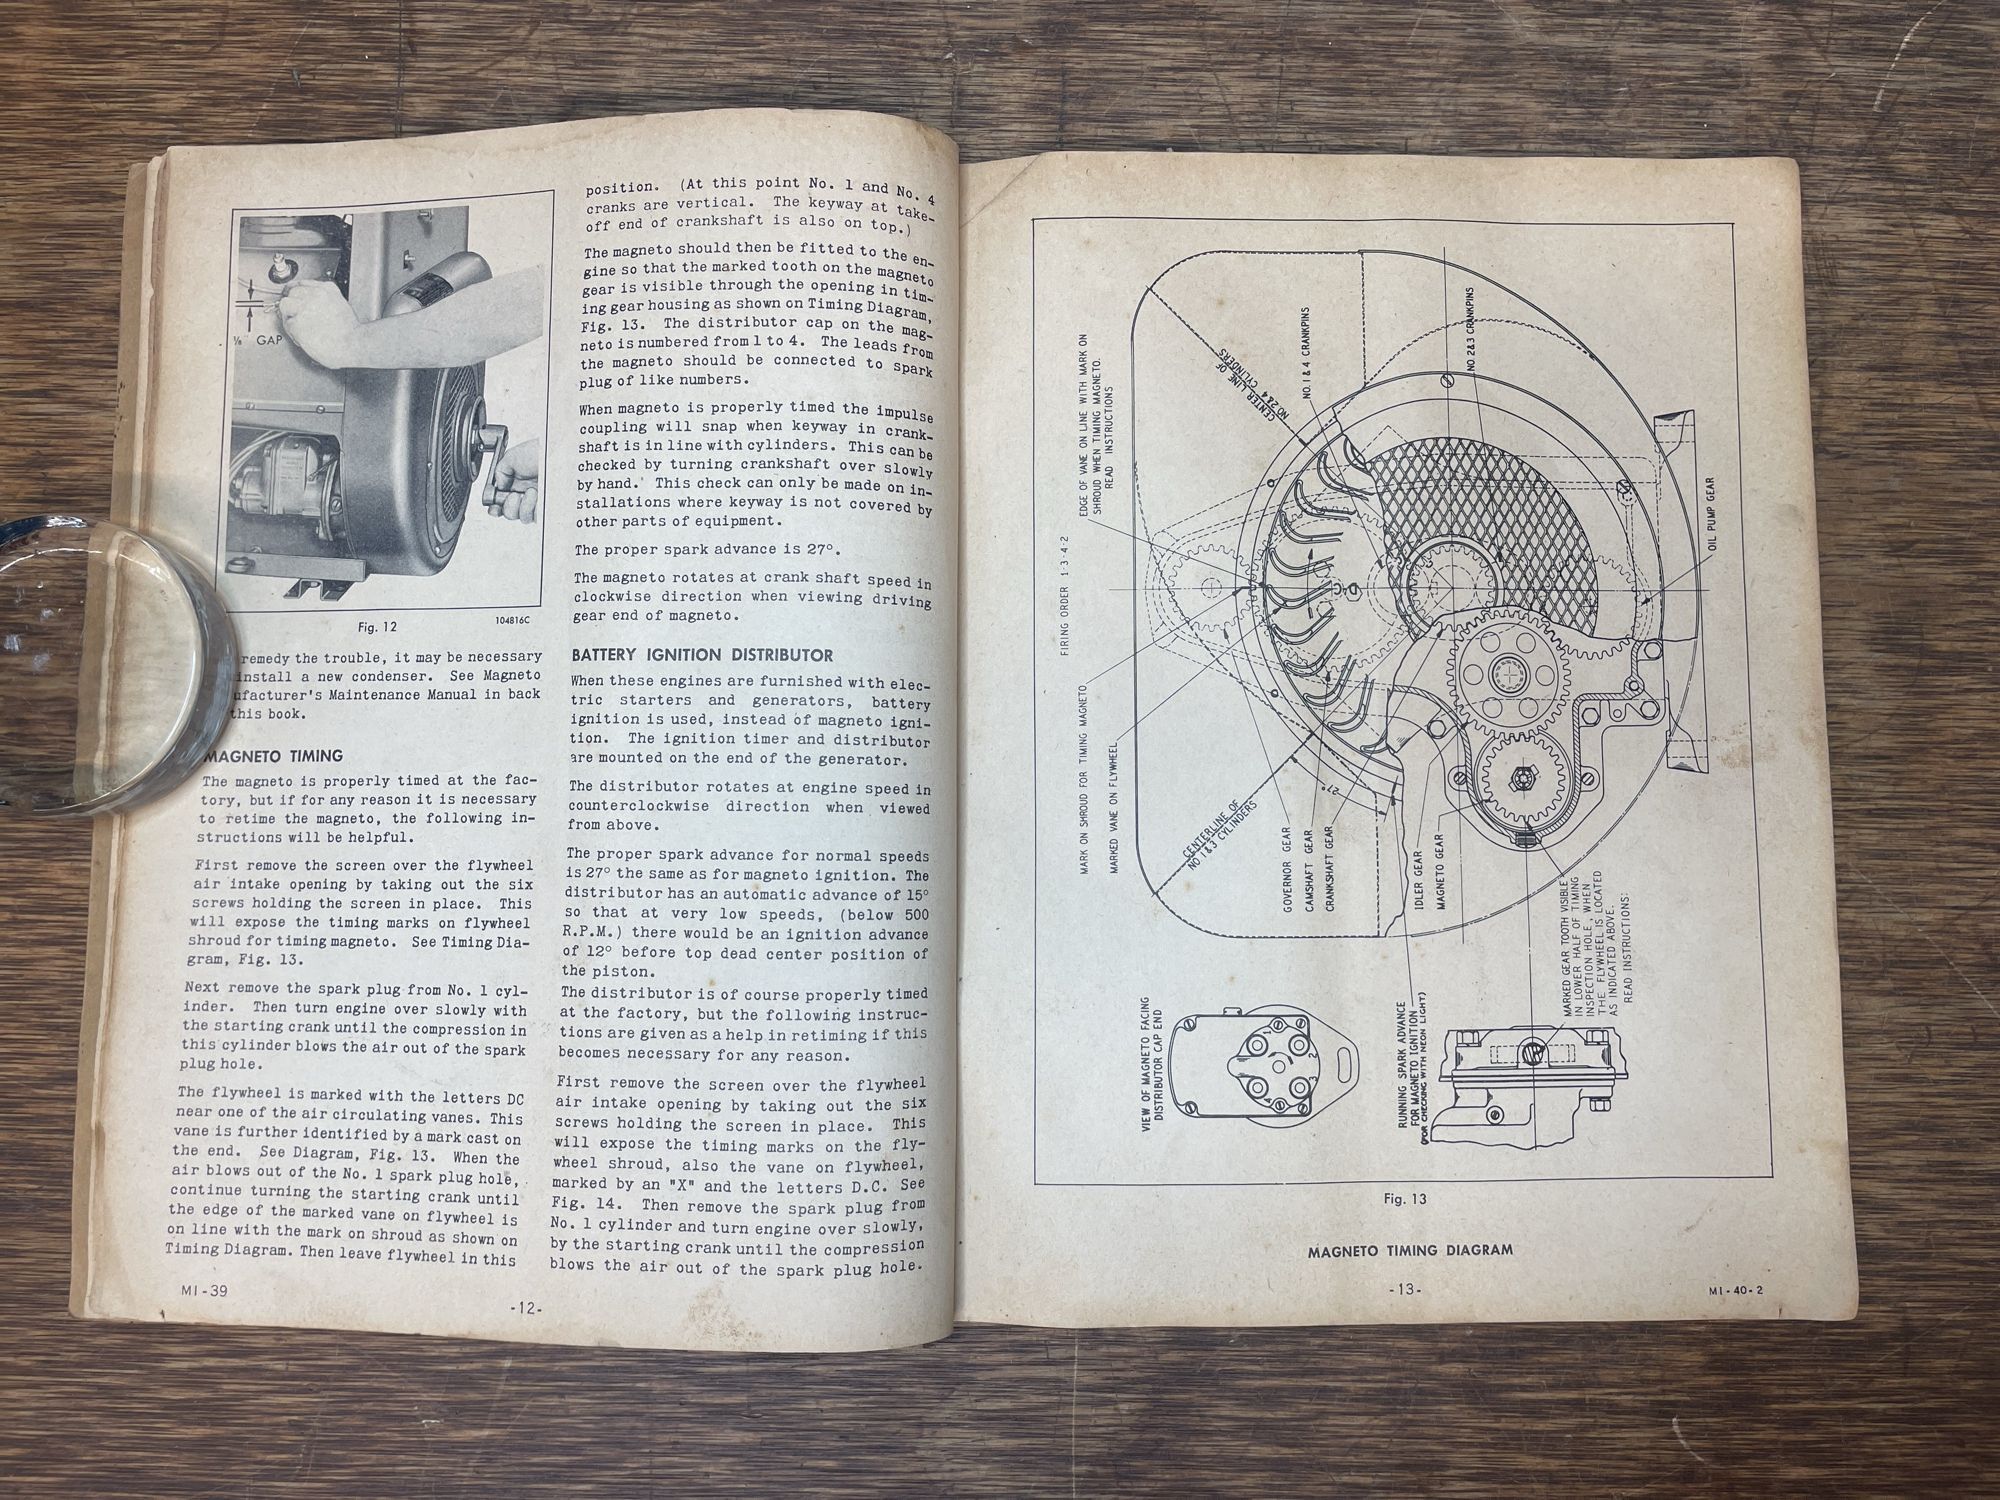 ⅛" GAP
Fig. 12
104816C
remedy the trouble, it may be necessary
install a new condenser. See Magneto
ufacturer's Maintenance Manual in back
this book.
MAGNETO TIMING
The magneto is properly timed at the fac-
tory, but if for any reason it is necessary
to retime the magneto, the following in-
structions will be helpful.
First remove the screen over the flywheel
air intake opening by taking out the six
screws holding the screen in place. This
will expose the timing marks on flywheel
shroud for timing magneto. See Timing Dia-
gram, Fig. 13.
Next remove the spark plug from No. 1 cyl-
inder. Then turn engine over slowly with
the starting crank until the compression in
this cylinder blows the air out of the spark
plug hole.
The flywheel is marked with the letters DC
near one of the air circulating vanes. This
vane is further identified by a mark cast on
the end. See Diagram, Fig. 13. When the
air blows out of the No. 1 spark plug hole,
continue turning the starting crank until
the edge of the marked vane on flywheel is
on line with the mark on shroud as shown on
Timing Diagram. Then leave flywheel in this
MI-39
position. (At this point No. 1 and No. 4
cranks are vertical. The keyway at take-
off end of crankshaft is also on top.)
The magneto should then be fitted to the en-
gine so that the marked tooth on the magneto
gear is visible through the opening in tim-
ing gear housing as shown on Timing Diagram,
Fig. 13. The distributor cap on the mag-
neto is numbered from 1 to 4. The leads from
the magneto should be connected to spark
plug of like numbers.
When magneto is properly timed the impulse
coupling will snap when keyway in crank-
shaft is in line with cylinders. This can be
checked by turning crankshaft over slowly
by hand. This check can only be made on in-
stallations where keyway is not covered by
other parts of equipment.
The proper spark advance is 27°.
The magneto rotates at crank shaft speed in
clockwise direction when viewing driving
gear end of magneto.
BATTERY IGNITION DISTRIBUTOR
When these engines are furnished with elec-
tric starters and generators, battery
ignition is used, instead of magneto igni-
tion. The ignition timer and distributor
are mounted on the end of the generator.
The distributor rotates at engine speed in
counterclockwise direction when viewed
from above.
The proper spark advance for normal speeds
is 27° the same as for magneto ignition. The
distributor has an automatic advance of 15°
so that at very low speeds, (below 500
R.P.M.) there would be an ignition advance
of 12° before top dead center position of
the piston.
The distributor is of course properly timed
at the factory, but the following instruc-
tions are given as a help in retiming if this
becomes necessary for any reason.
First remove the screen over the flywheel
air intake opening by taking out the six
screws holding the screen in place. This
will expose the timing marks on the fly-
wheel shroud, also the vane on flywheel,
marked by an "X" and the letters D.C. See
Fig. 14. Then remove the spark plug from
No. 1 cylinder and turn engine over slowly,
by the starting crank until the compression
blows the air out of the spark plug hole.
-12-
FIRING ORDER 1-3-4-2
EDGE OF VANE ON LINE WITH MARK ON
SHROUD WHEN TIMING MAGNETO.
READ INSTRUCTIONS
MARK ON SHROUD FOR TIMING MAGNETO
MARKED VANE ON FLYWHEEL
CENTER LINE OF
NO 2&4 CYLINDERS
NO. 1 & 4 CRANKPINS
NO 2&3 CRANKPINS
OIL PUMP GEAR
D C
CENTERLINE OF
NO 1 & 3 CYLINDERS
27°
GOVERNOR GEAR
CAMSHAFT GEAR
CRANKSHAFT GEAR
IDLER GEAR
MAGNETO GEAR
VIEW OF MAGNETO FACING
DISTRIBUTOR CAP END
1
2
3
4
RUNNING SPARK ADVANCE
FOR MAGNETO IGNITION
(FOR CHECKING WITH NEON LIGHT)
MARKED GEAR TOOTH VISIBLE
IN LOWER HALF OF TIMING
INSPECTION HOLE, WHEN
THE FLYWHEEL IS LOCATED
AS INDICATED ABOVE.
READ INSTRUCTIONS:
Fig. 13
MAGNETO TIMING DIAGRAM
-13-
MI-40-2